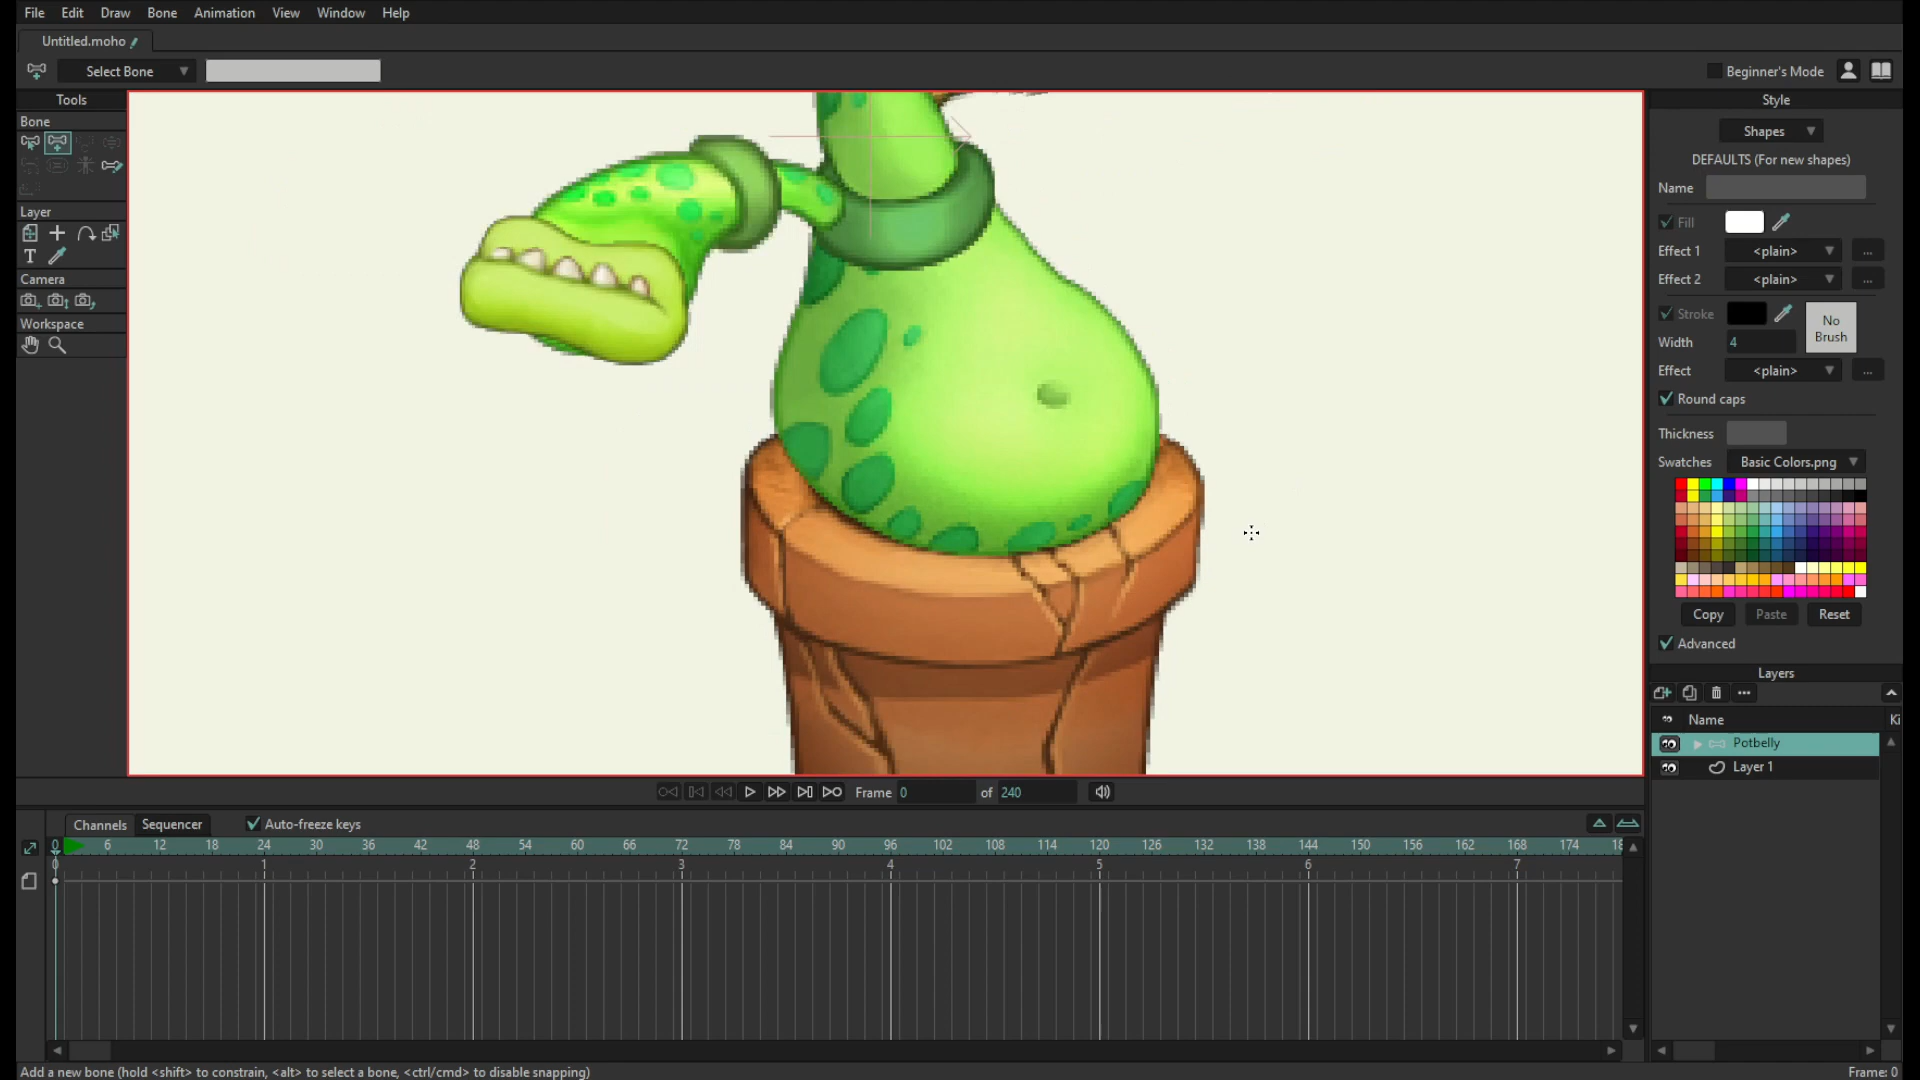 File Edit Draw Bone Animation View Window Help
Untitled.moho
Select Bone
Beginner's Mode
Tools
Bone
Layer
T
Camera
Workspace
Style
Shapes
DEFAULTS (For new shapes)
Name
Fill
Effect 1 <plain> ...
Effect 2 <plain> ...
Stroke
No Brush
Width 4
Effect <plain> ...
Round caps
Thickness
Swatches Basic Colors.png
Copy Paste Reset
Advanced
Layers
Name Ki
Potbelly
Layer 1
Frame 0 of 240
Channels Sequencer Auto-freeze keys
0 6 12 18 24 30 36 42 48 54 60 66 72 78 84 90 96 102 108 114 120 126 132 138 144 150 156 162 168 174 18
0 1 2 3 4 5 6 7
Add a new bone (hold <shift> to constrain, <alt> to select a bone, <ctrl/cmd> to disable snapping)
Frame: 0